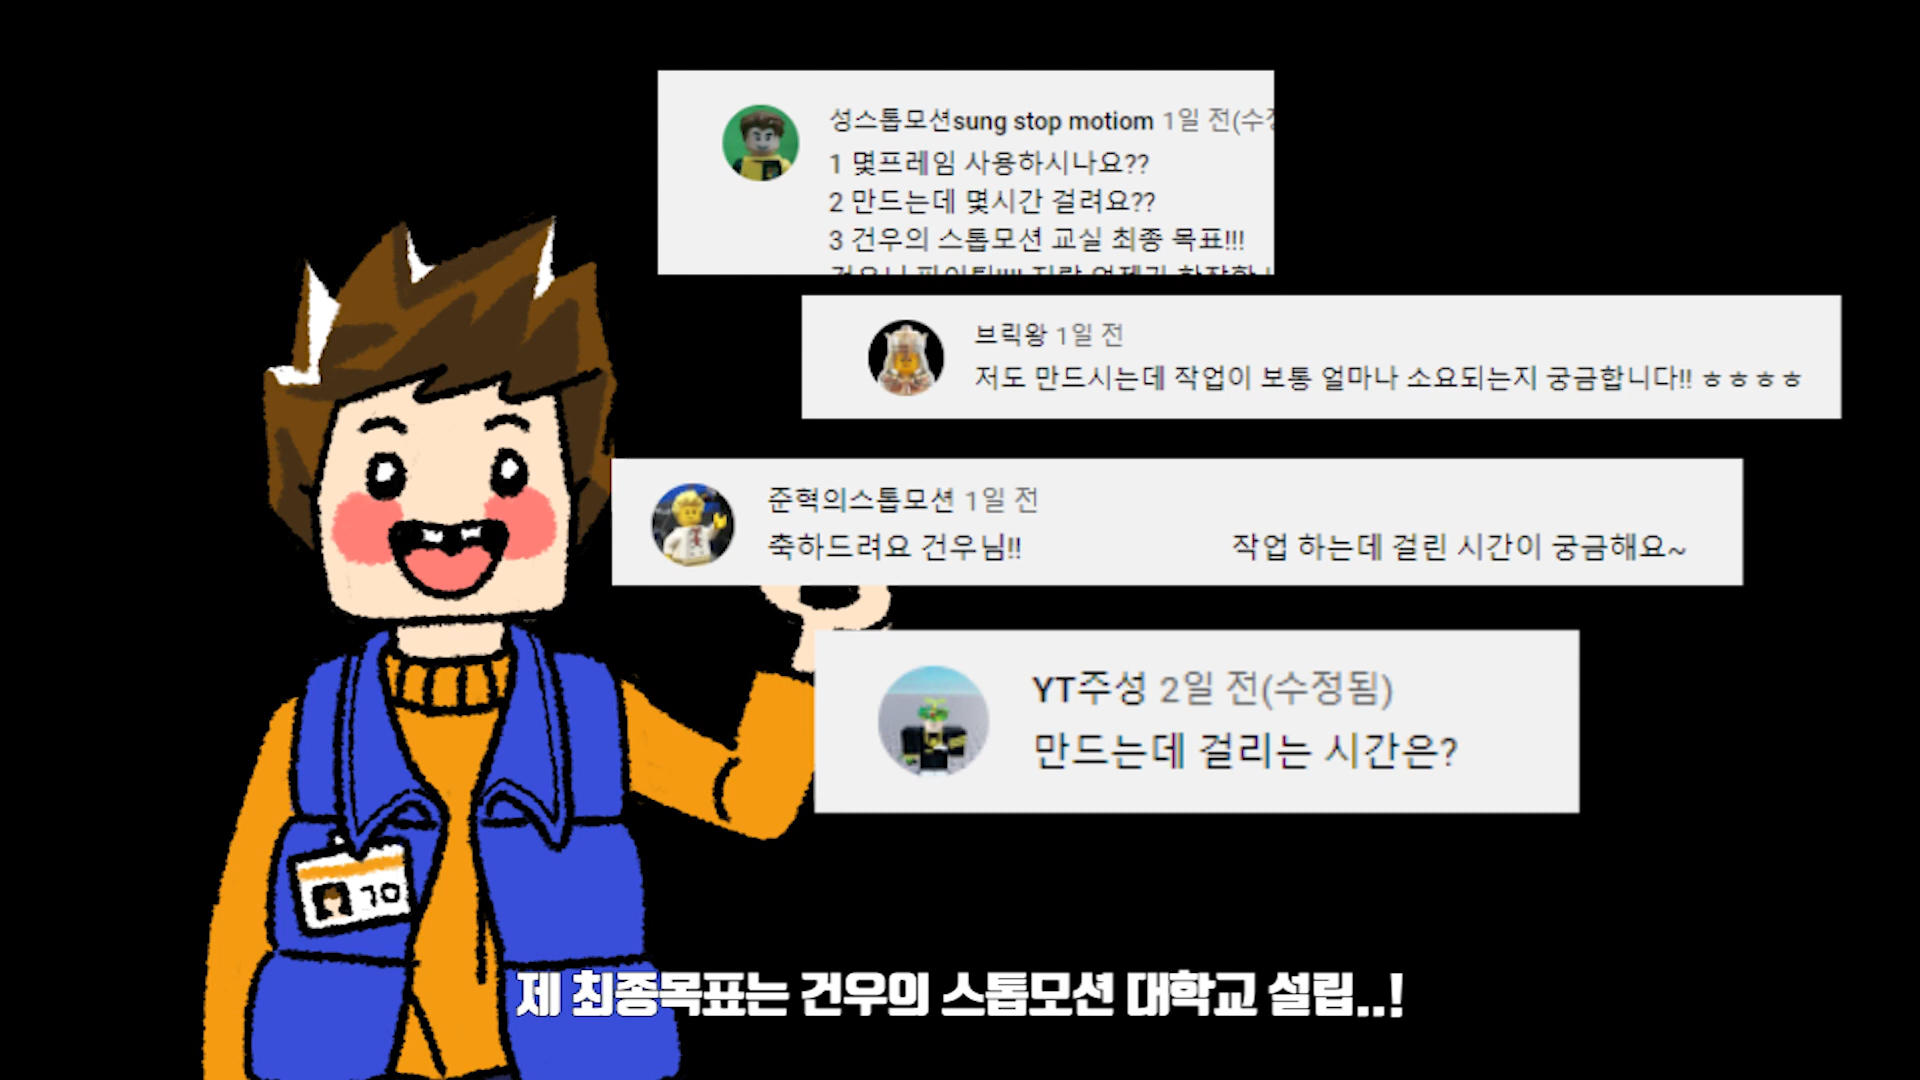 성스톱모션sung stop motiom 1일 전(수정
1 몇프레임 사용하시나요??
2 만드는데 몇시간 걸려요??
3 건우의 스톱모션 교실 최종 목표!!!
브릭왕 1일 전
저도 만드시는데 작업이 보통 얼마나 소요되는지 궁금합니다!! ㅎㅎㅎㅎ
준혁의스톱모션 1일 전
축하드려요 건우님!! 작업 하는데 걸린 시간이 궁금해요~
YT주성 2일 전(수정됨)
만드는데 걸리는 시간은?
ㄱㅇ
제 최종목표는 건우의 스톱모션 대학교 설립..!